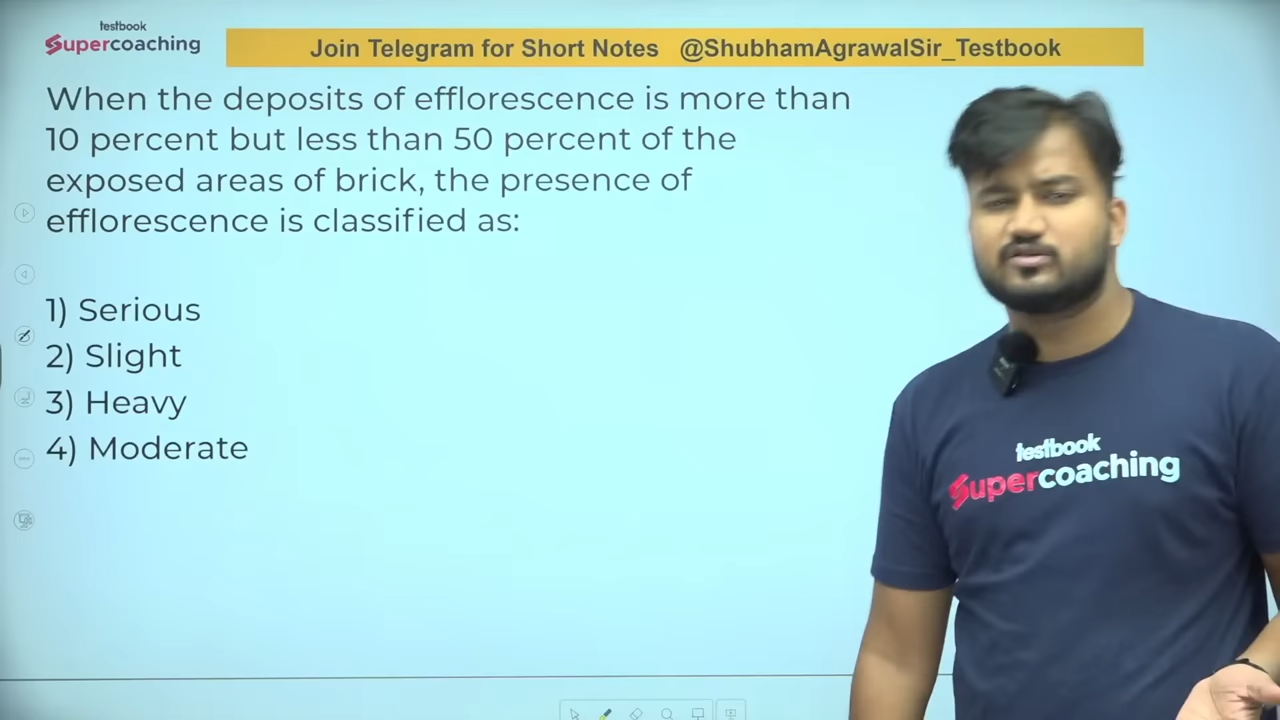 testbook
Supercoaching
Join Telegram for Short Notes @ShubhamAgrawalSir_Testbook
When the deposits of efflorescence is more than
10 percent but less than 50 percent of the
exposed areas of brick, the presence of
efflorescence is classified as:
1) Serious
2) Slight
3) Heavy
4) Moderate
testbook
Supercoaching